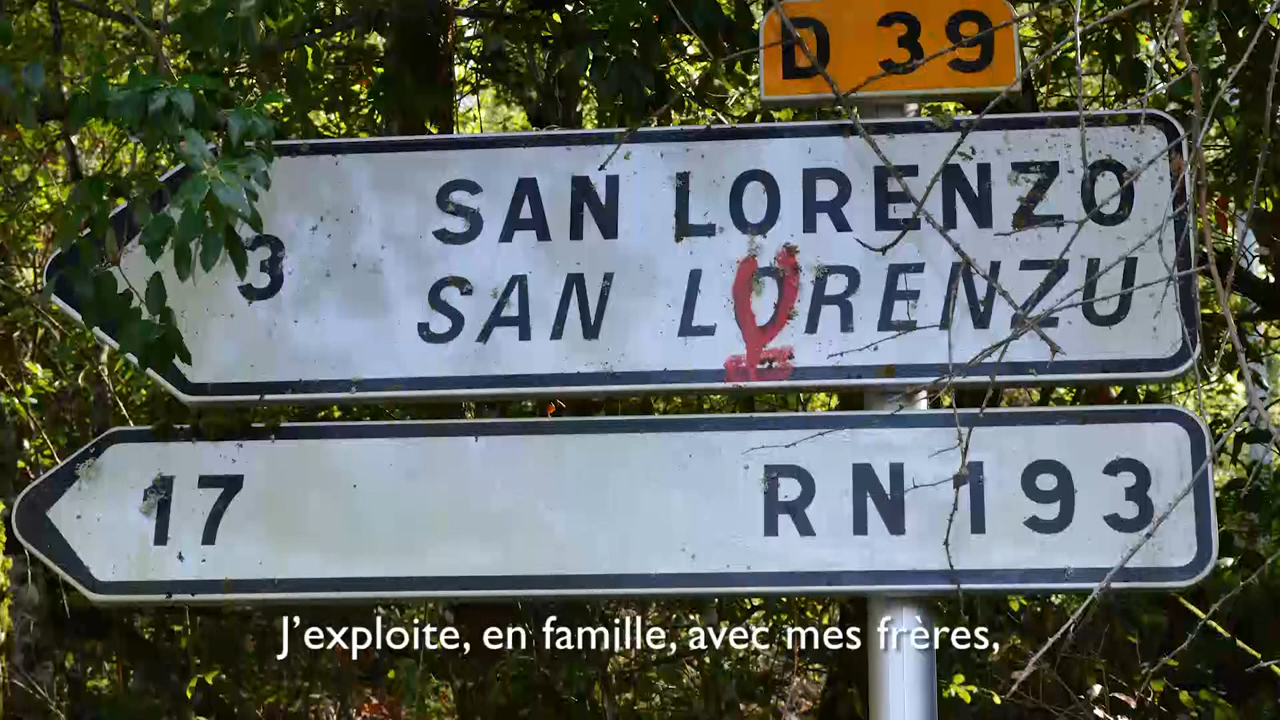 D 39
SAN LORENZO
3
SAN LORENZU
17 RN 193
J'exploite, en famille, avec mes frères,